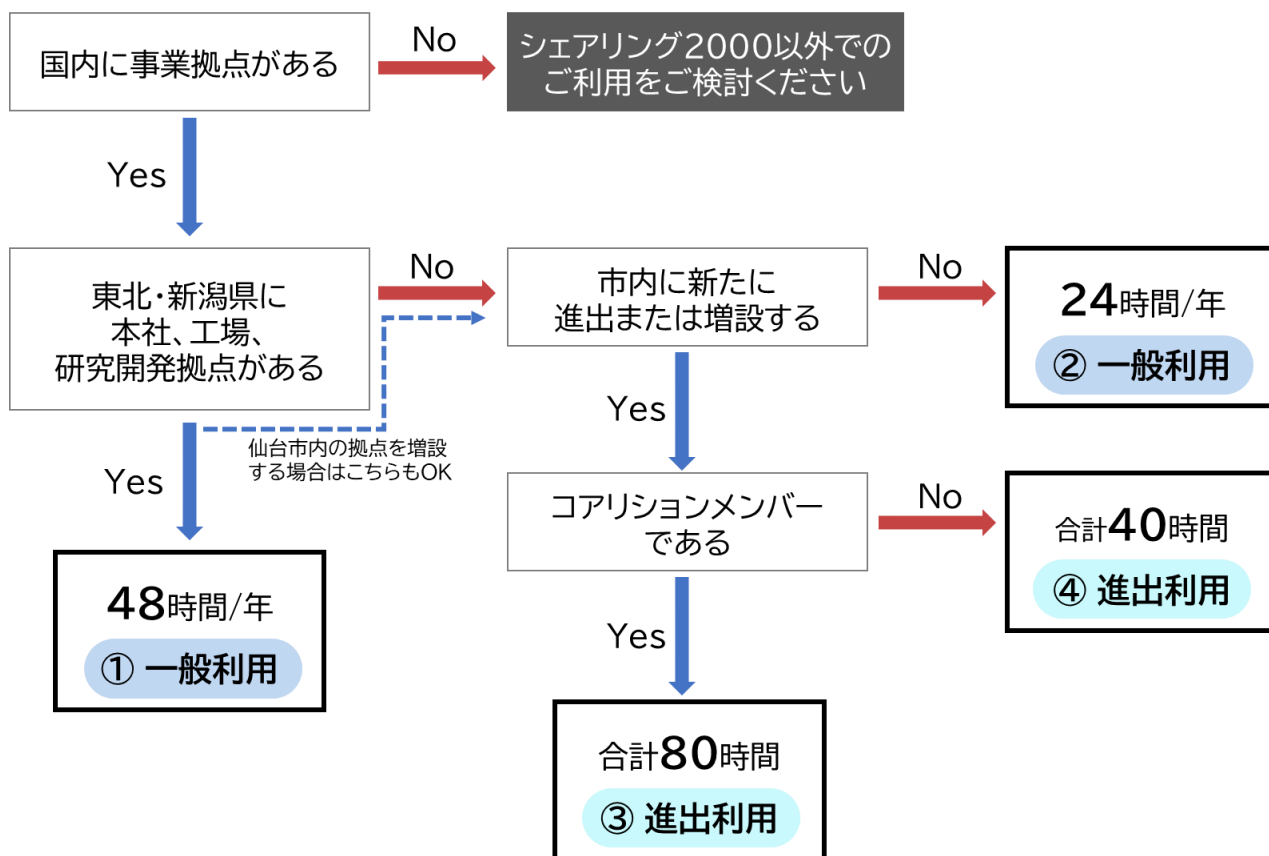 国内に事業拠点がある
No
シェアリング2000以外での
ご利用をご検討ください
Yes
東北・新潟県に
本社、工場、
研究開発拠点がある
No
市内に新たに
進出または増設する
No
24時間/年
② 一般利用
仙台市内の拠点を増設
する場合はこちらもOK
Yes
Yes
コアリションメンバー
である
No
合計40時間
④ 進出利用
48時間/年
① 一般利用
Yes
合計80時間
③ 進出利用